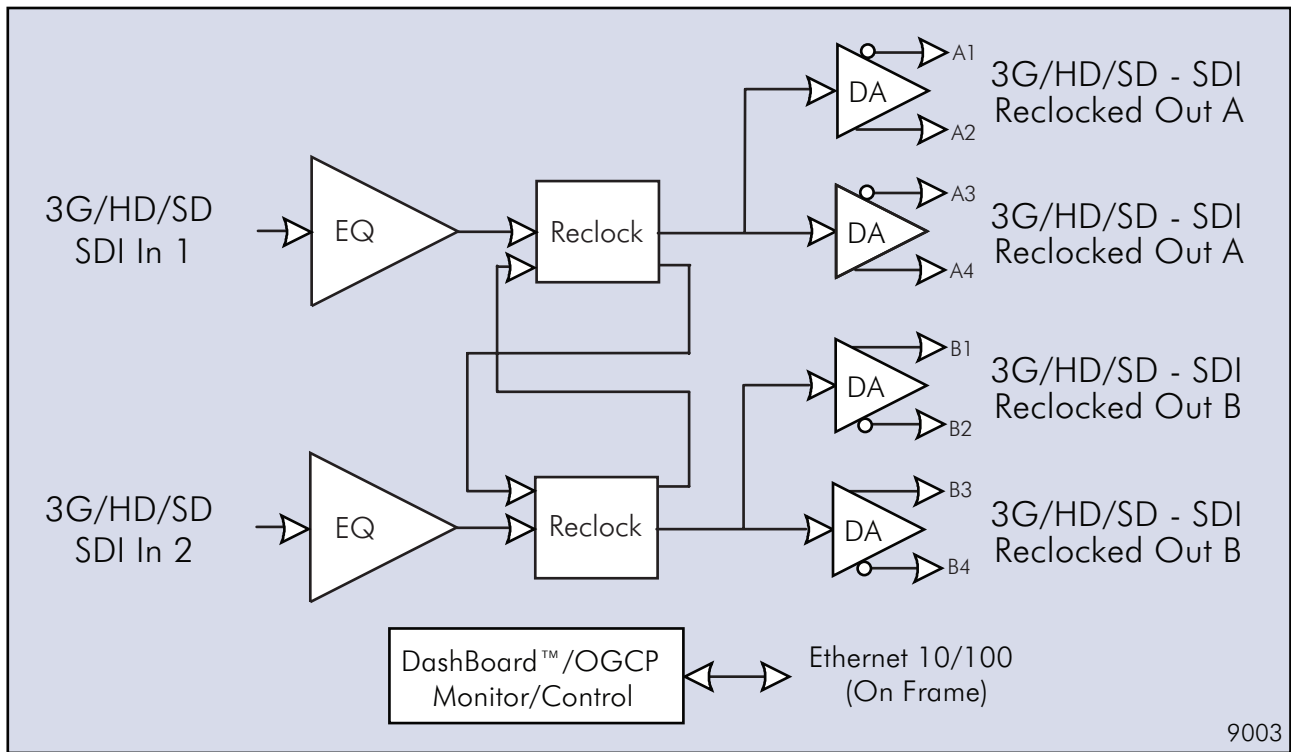 3G/HD/SD
SDI In 1
EQ
Reclock
DA
A1
A2
3G/HD/SD - SDI
Reclocked Out A
DA
A3
A4
3G/HD/SD - SDI
Reclocked Out A
DA
B1
B2
3G/HD/SD - SDI
Reclocked Out B
3G/HD/SD
SDI In 2
EQ
Reclock
DA
B3
B4
3G/HD/SD - SDI
Reclocked Out B
DashBoard™/OGCP
Monitor/Control
Ethernet 10/100
(On Frame)
9003